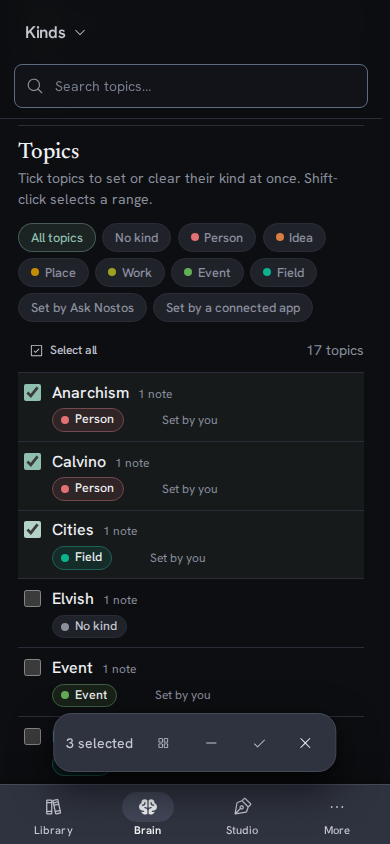 Kinds
Search topics...
Topics
Tick topics to set or clear their kind at once. Shift-
click selects a range.
All topics
No kind
Person
Idea
Place
Work
Event
Field
Set by Ask Nostos
Set by a connected app
Select all
17 topics
Anarchism 1 note
Person Set by you
Calvino 1 note
Person Set by you
Cities 1 note
Field Set by you
Elvish 1 note
No kind
Event 1 note
Event Set by you
3 selected
Library
Brain
Studio
More